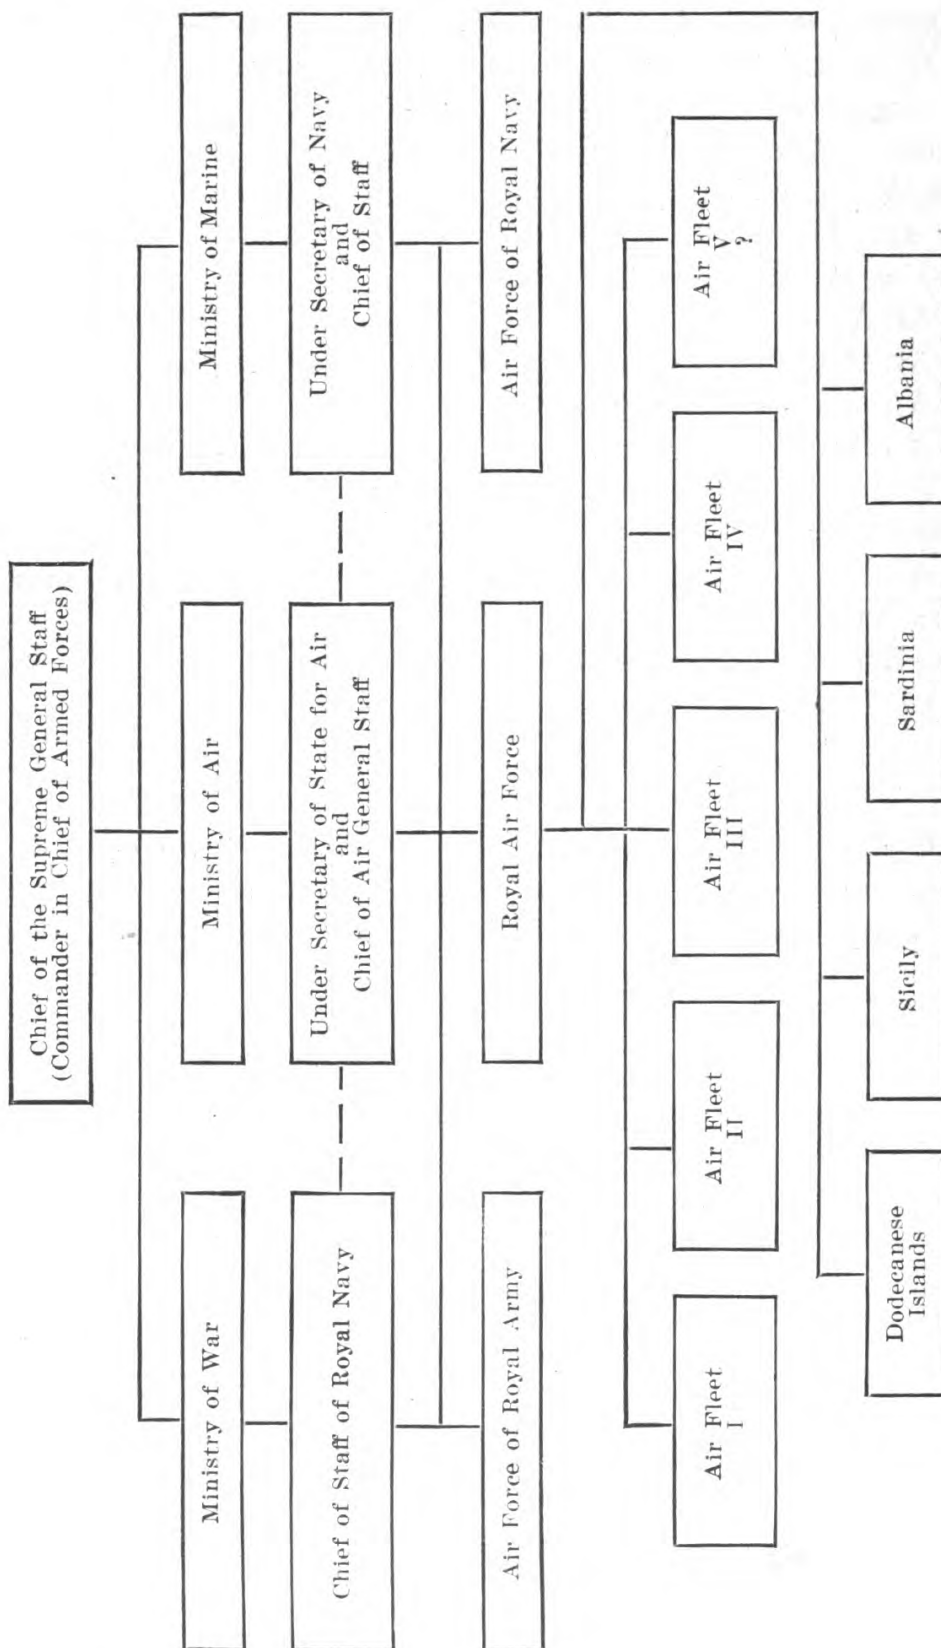 Chief of the Supreme General Staff
(Commander in Chief of Armed Forces)
Ministry of War
Ministry of Air
Ministry of Marine
Chief of Staff of Royal Navy
Under Secretary of State for Air
and
Chief of Air General Staff
Under Secretary of Navy
and
Chief of Staff
Air Force of Royal Army
Royal Air Force
Air Force of Royal Navy
Air Fleet
I
Air Fleet
II
Air Fleet
III
Air Fleet
IV
Air Fleet
V
?
Dodecanese
Islands
Sicily
Sardinia
Albania